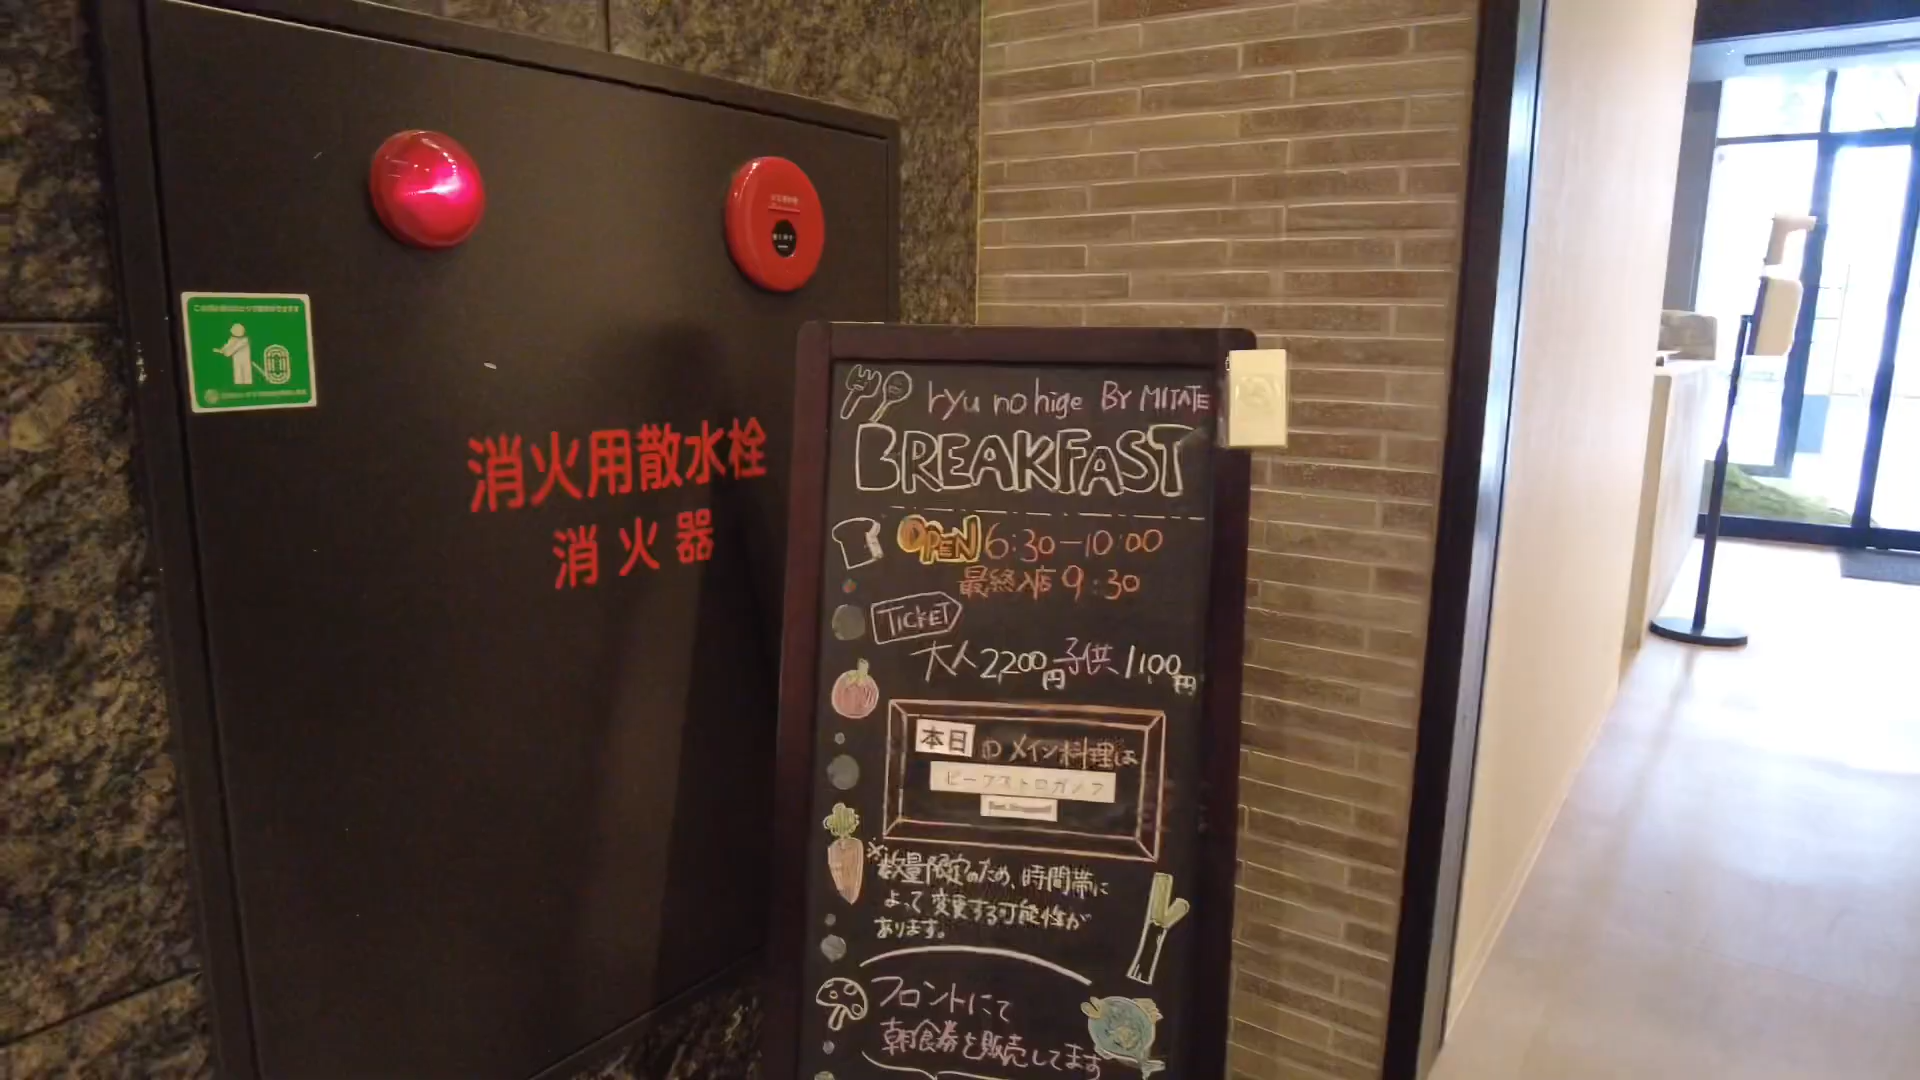 消火用散水栓
消火器
ryu no hige BY MITATE
BREAKFAST
OPEN 6:30-10:00
最終入店 9:30
TICKET
大人2,200円 子供1,100円
本日のメイン料理は
ビーフストロガノフ
※数量限定のため、時間帯に
よって変更する可能性が
あります。
フロントにて
朝食券を販売してます